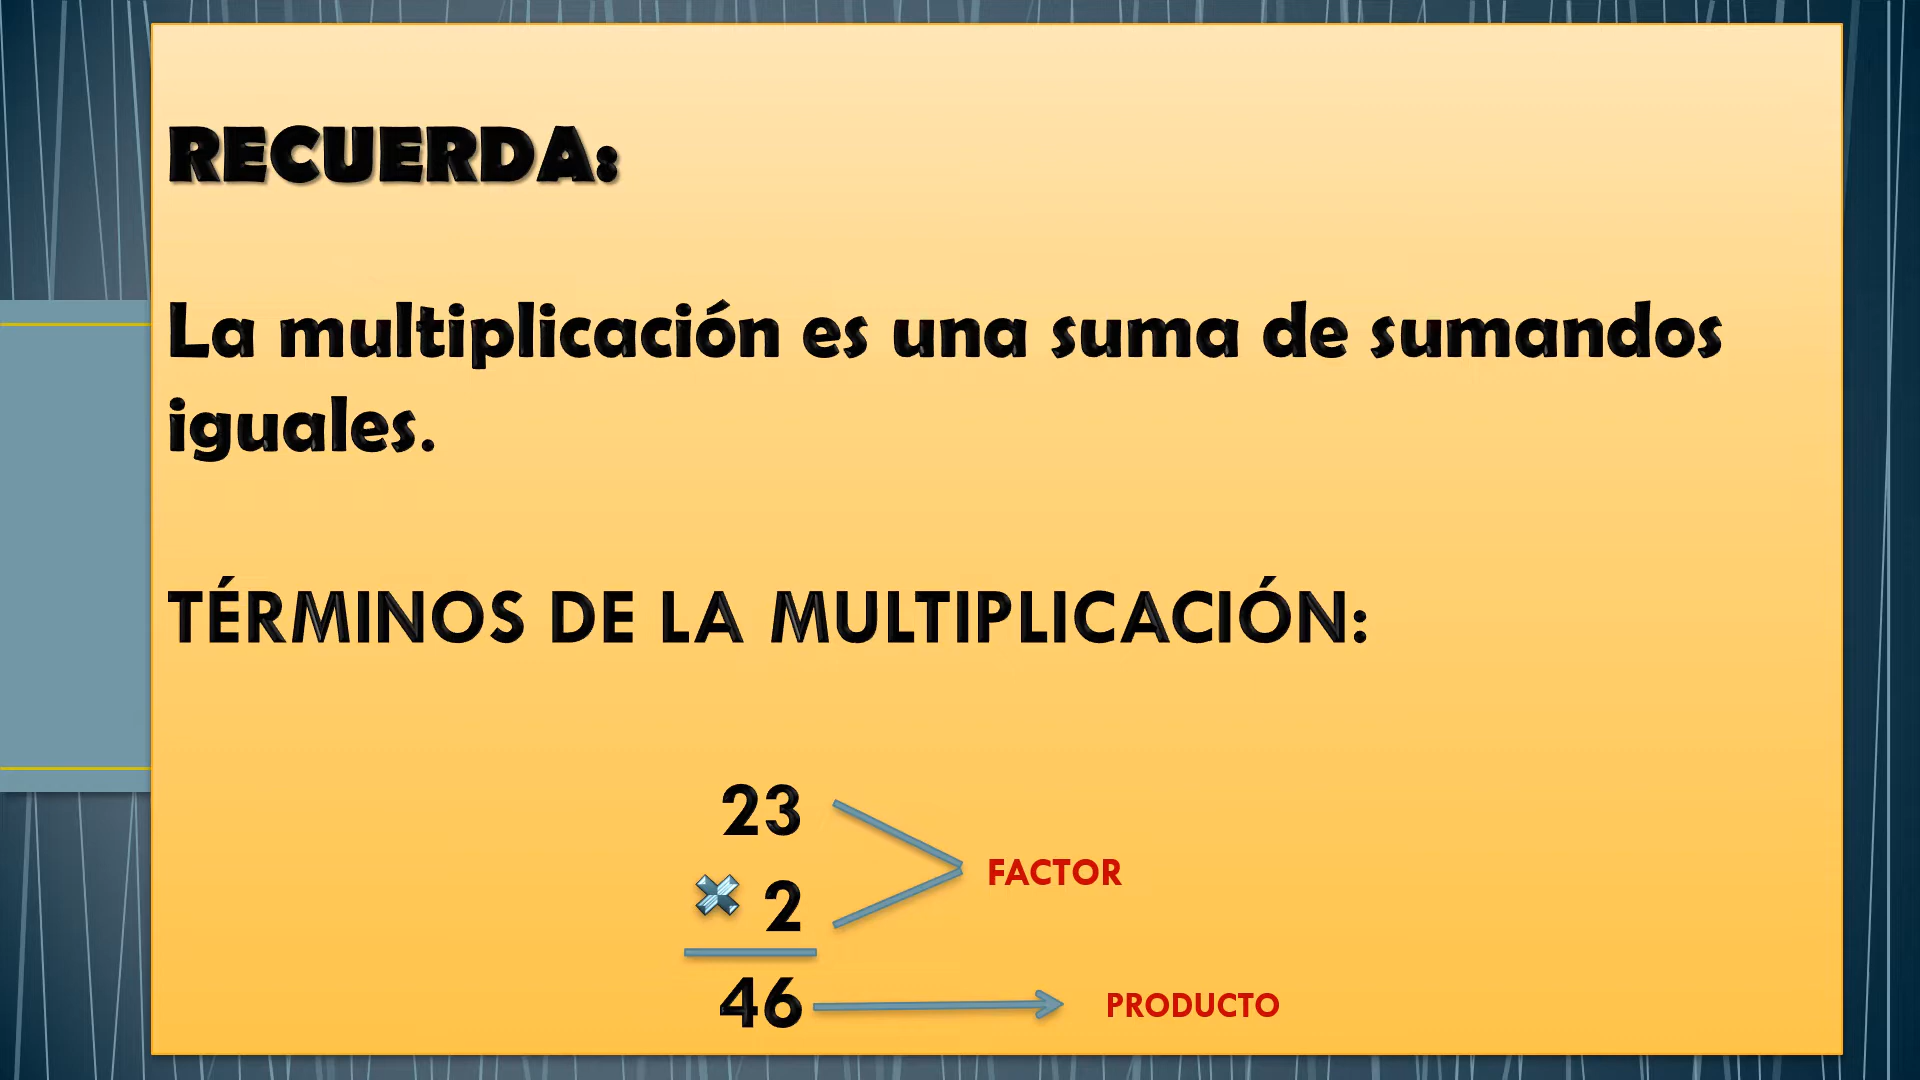 RECUERDA:
La multiplicación es una suma de sumandos
iguales.
TÉRMINOS DE LA MULTIPLICACIÓN:
23
FACTOR
× 2
46
PRODUCTO